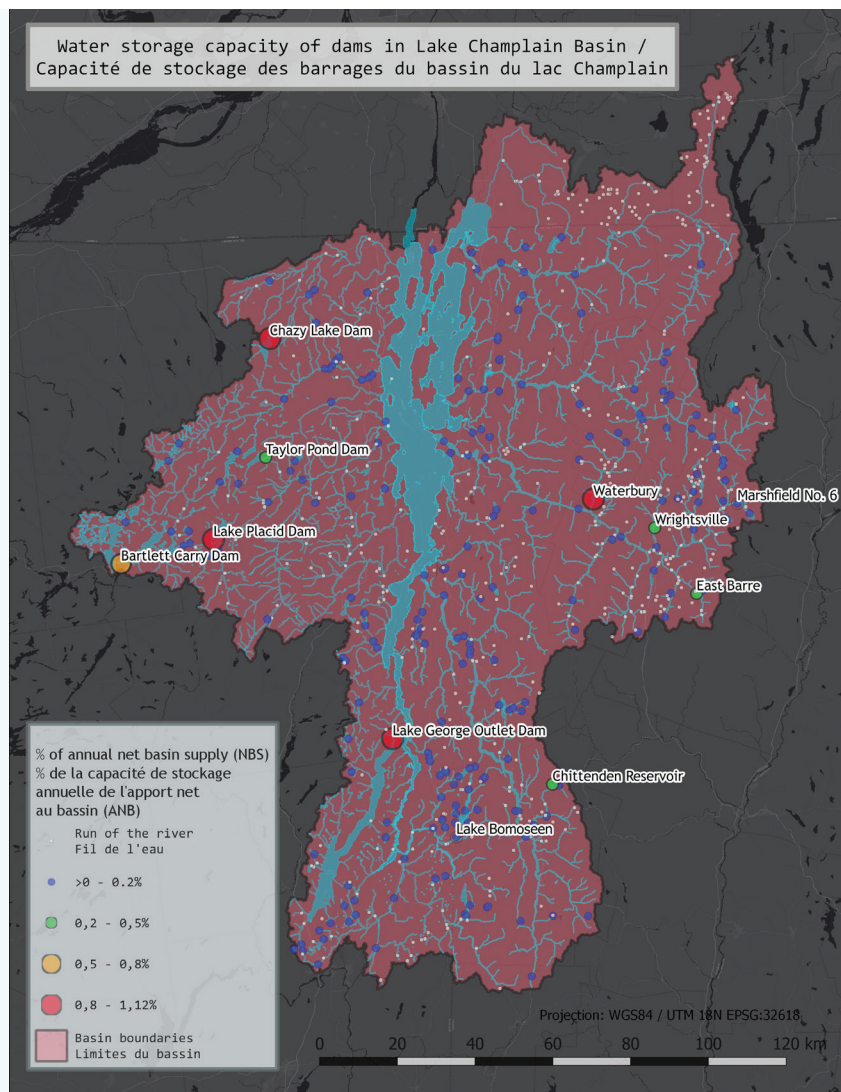 Water storage capacity of dams in Lake Champlain Basin /
Capacité de stockage des barrages du bassin du lac Champlain
Chazy Lake Dam
Taylor Pond Dam
Waterbury
Marshfield No. 6
Wrightsville
Lake Placid Dam
Bartlett Carry Dam
East Barre
Lake George Outlet Dam
Chittenden Reservoir
Lake Bomoseen
% of annual net basin supply (NBS)
% de la capacité de stockage
annuelle de l'apport net
au bassin (ANB)
Run of the river
Fil de l'eau
>0 - 0.2%
0,2 - 0,5%
0,5 - 0,8%
0,8 - 1,12%
Basin boundaries
Limites du bassin
Projection: WGS84 / UTM 18N EPSG:32618
0 20 40 60 80 100 120 km